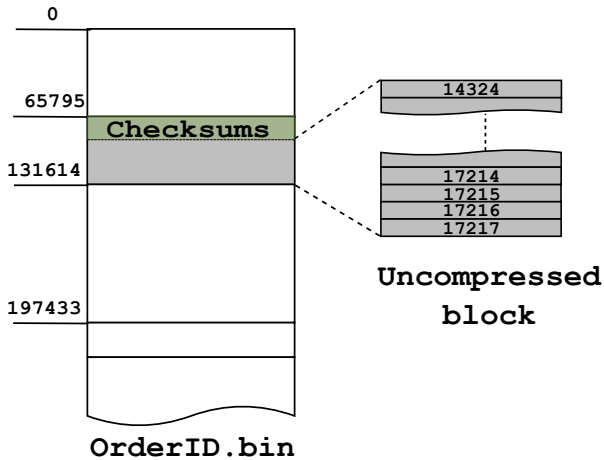 0
65795
Checksums
131614
197433
OrderID.bin
14324
17214
17215
17216
17217
Uncompressed
block